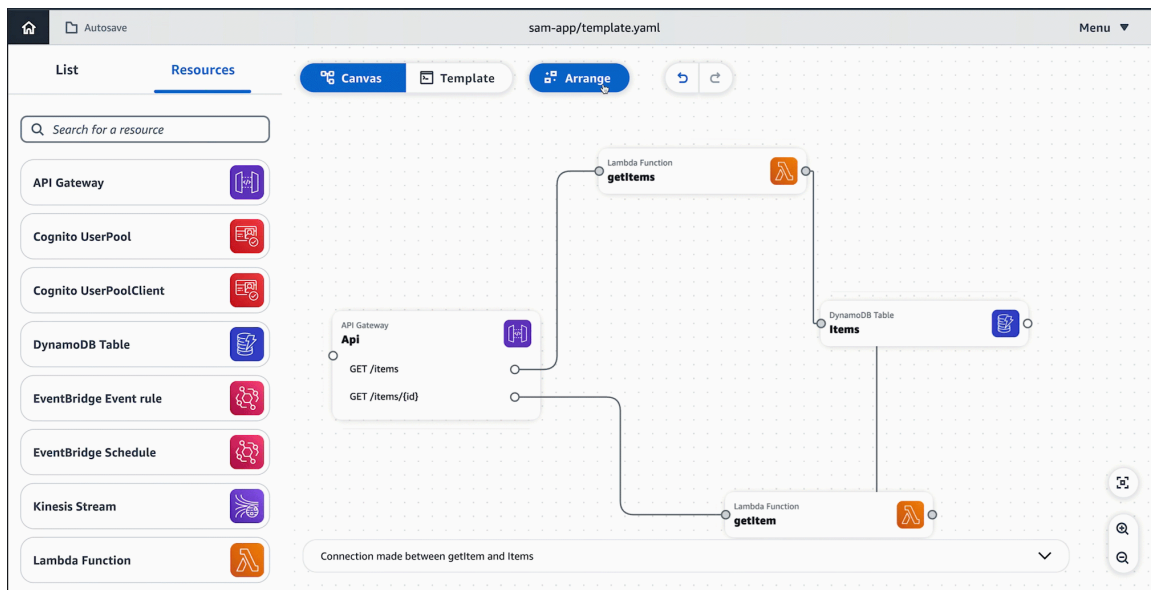 Autosave
sam-app/template.yaml
Menu
List
Resources
Canvas
Template
Arrange
Search for a resource
API Gateway
Cognito UserPool
Cognito UserPoolClient
DynamoDB Table
EventBridge Event rule
EventBridge Schedule
Kinesis Stream
Lambda Function
Lambda Function
getItems
API Gateway
Api
GET /items
GET /items/{id}
DynamoDB Table
Items
Lambda Function
getItem
Connection made between getItem and Items